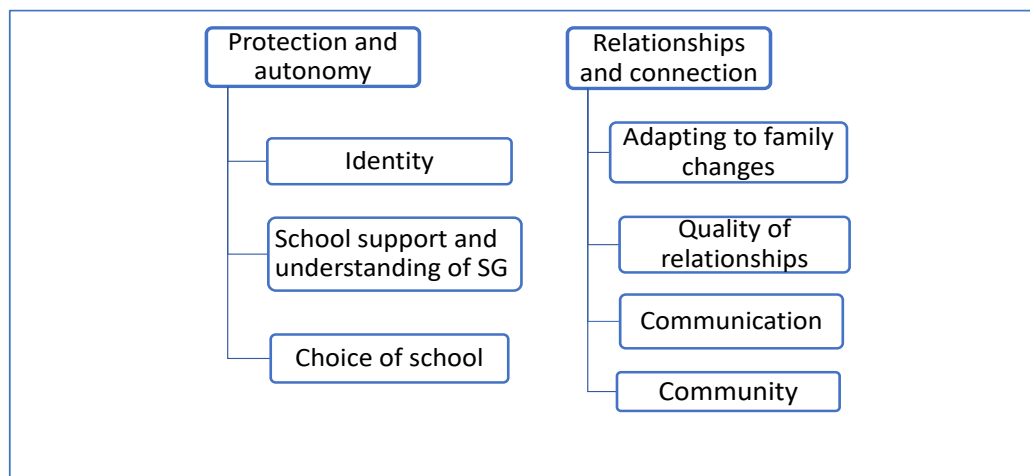 Protection and
autonomy
Identity
School support and
understanding of SG
Choice of school
Relationships
and connection
Adapting to family
changes
Quality of
relationships
Communication
Community